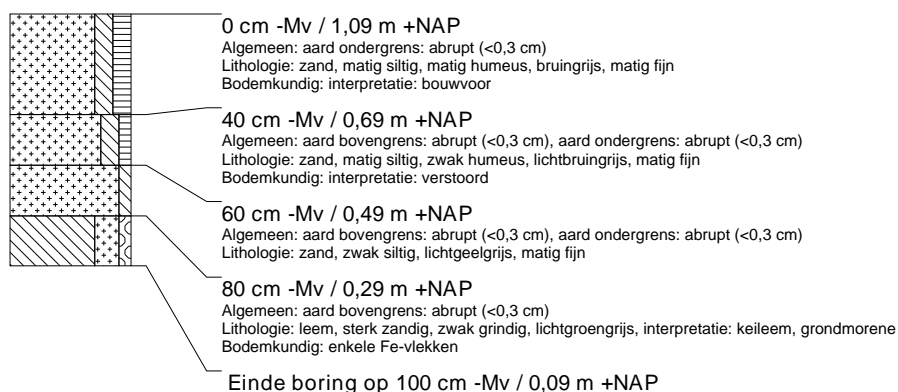 0 cm -Mv / 1,09 m +NAP
Algemeen: aard ondergrens: abrupt (<0,3 cm)
Lithologie: zand, matig siltig, matig humeus, bruingrijs, matig fijn
Bodemkundig: interpretatie: bouwvoor
40 cm -Mv / 0,69 m +NAP
Algemeen: aard bovengrens: abrupt (<0,3 cm), aard ondergrens: abrupt (<0,3 cm)
Lithologie: zand, matig siltig, zwak humeus, lichtbruingrijs, matig fijn
Bodemkundig: interpretatie: verstoord
60 cm -Mv / 0,49 m +NAP
Algemeen: aard bovengrens: abrupt (<0,3 cm), aard ondergrens: abrupt (<0,3 cm)
Lithologie: zand, zwak siltig, lichtgeelgrijs, matig fijn
80 cm -Mv / 0,29 m +NAP
Algemeen: aard bovengrens: abrupt (<0,3 cm)
Lithologie: leem, sterk zandig, zwak grindig, lichtgroengrijs, interpretatie: keileem, grondmorene
Bodemkundig: enkele Fe-vlekken
Einde boring op 100 cm -Mv / 0,09 m +NAP